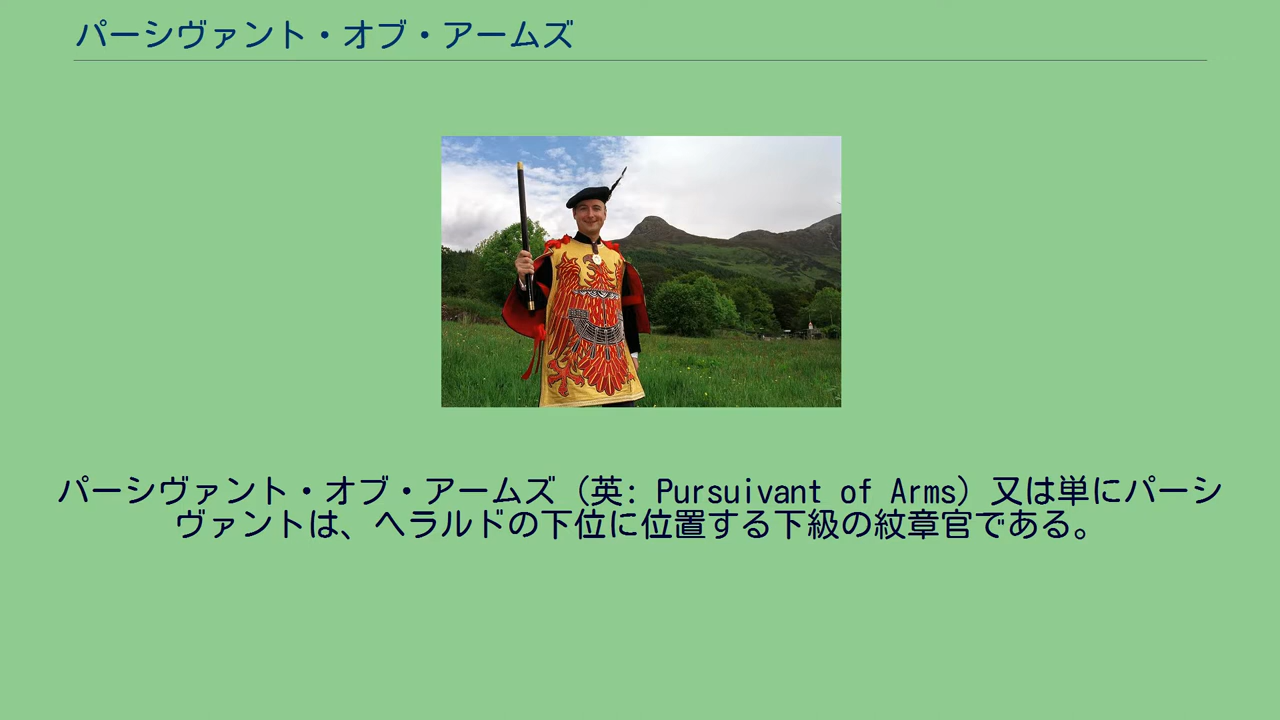 パーシヴァント・オブ・アームズ
パーシヴァント・オブ・アームズ（英: Pursuivant of Arms）又は単にパーシ
ヴァントは、ヘラルドの下位に位置する下級の紋章官である。